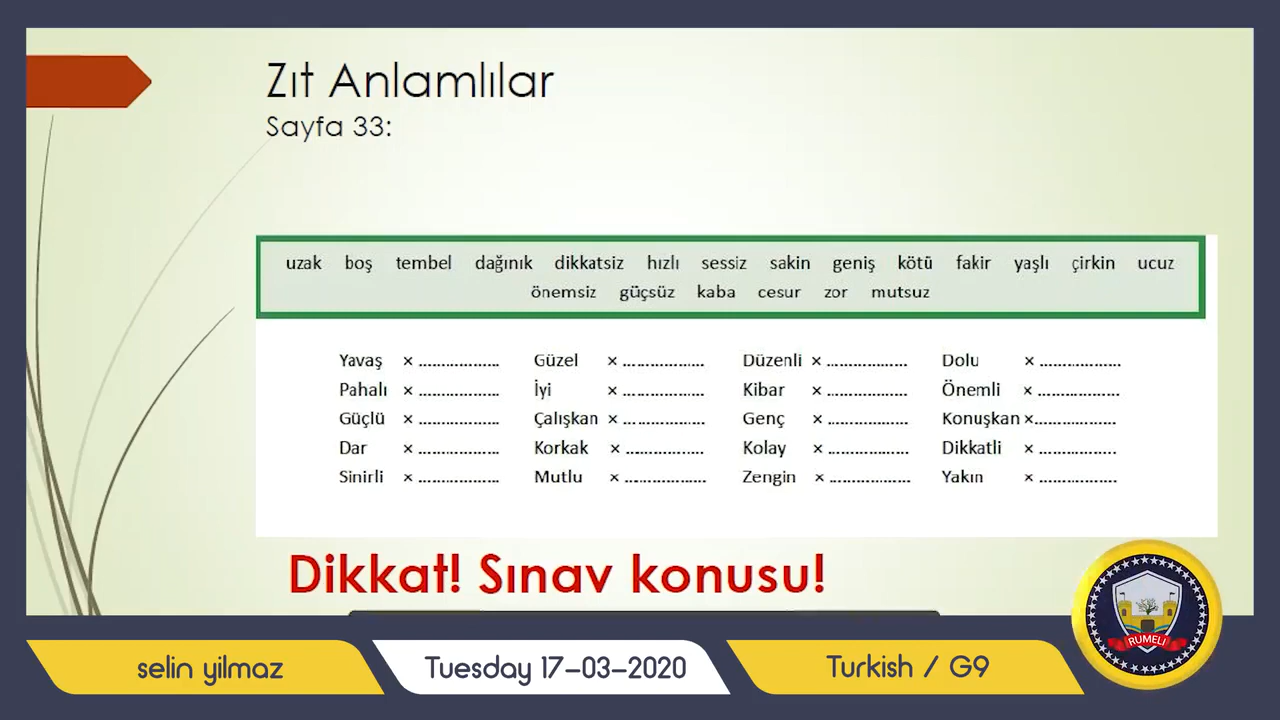 Zıt Anlamlılar
Sayfa 33:
uzak boş tembel dağınık dikkatsiz hızlı sessiz sakin geniş kötü fakir yaşlı çirkin ucuz
önemsiz güçsüz kaba cesur zor mutsuz
Yavaş × .................. Güzel × .................. Düzenli × .................. Dolu × ..................
Pahalı × .................. İyi × .................. Kibar × .................. Önemli × ..................
Güçlü × .................. Çalışkan × .................. Genç × .................. Konuşkan ×..................
Dar × .................. Korkak × .................. Kolay × .................. Dikkatli × ..................
Sinirli × .................. Mutlu × .................. Zengin × .................. Yakın × ..................
Dikkat! Sınav konusu!
RUMELİ
selin yilmaz Tuesday 17-03-2020 Turkish / G9